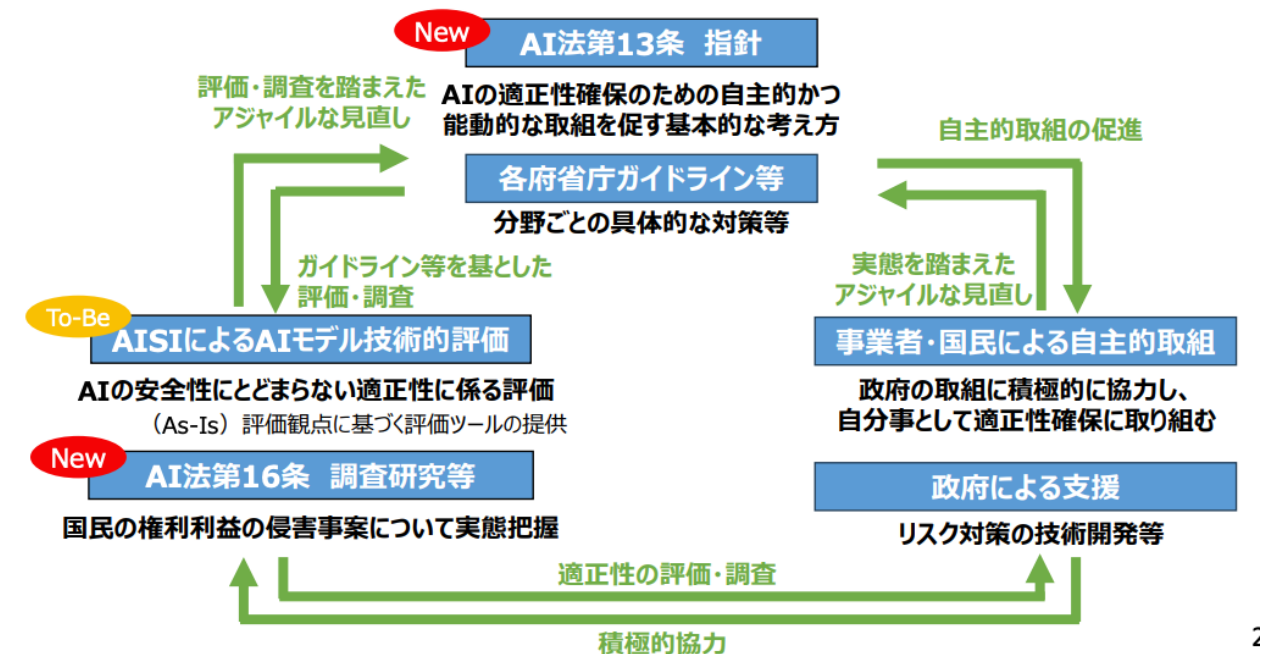 New
AI法第13条 指針
評価・調査を踏まえた
アジャイルな見直し
AIの適正性確保のための自主的かつ
能動的な取組を促す基本的な考え方
自主的取組の促進
各府省庁ガイドライン等
分野ごとの具体的な対策等
ガイドライン等を基とした
評価・調査
実態を踏まえた
アジャイルな見直し
To-Be
AISIによるAIモデル技術的評価
AIの安全性にとどまらない適正性に係る評価
（As-Is）評価観点に基づく評価ツールの提供
New
AI法第16条 調査研究等
国民の権利利益の侵害事案について実態把握
事業者・国民による自主的取組
政府の取組に積極的に協力し、
自分事として適正性確保に取り組む
政府による支援
リスク対策の技術開発等
適正性の評価・調査
積極的協力